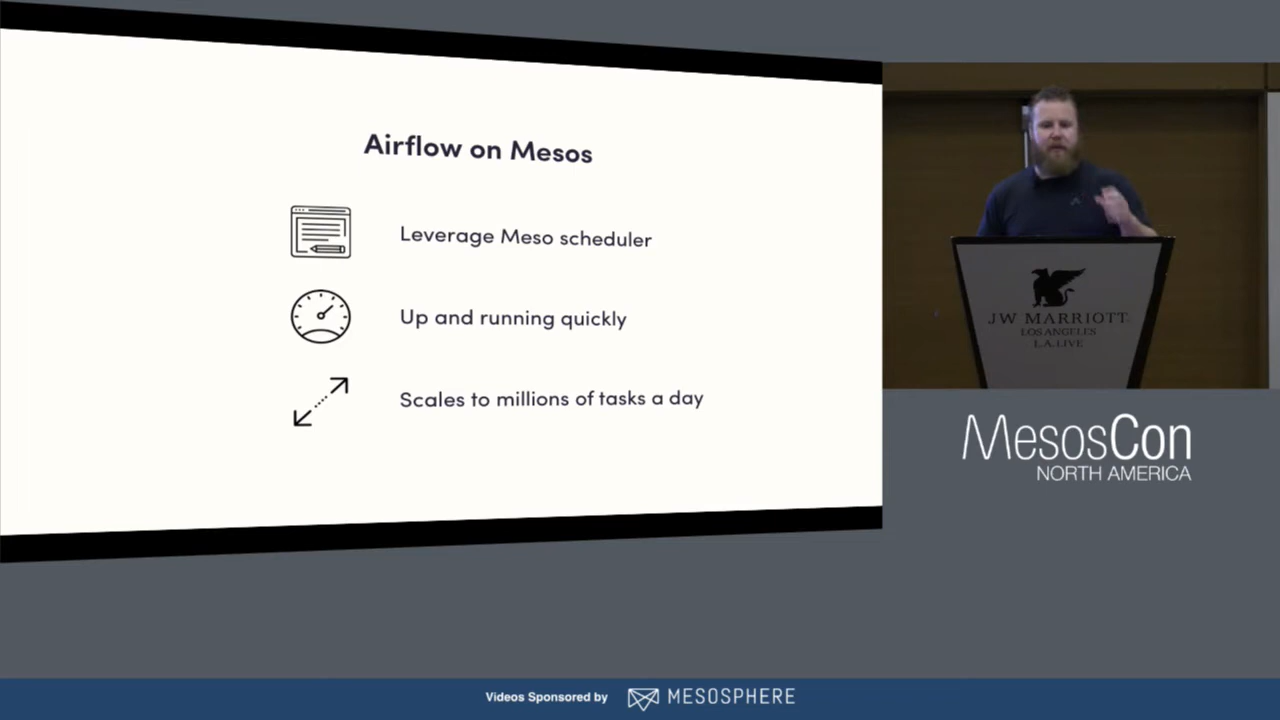 Airflow on Mesos
Leverage Meso scheduler
Up and running quickly
Scales to millions of tasks a day
JW MARRIOTT
LOS ANGELES
L.A. LIVE
MesosCon
NORTH AMERICA
Videos Sponsored by MESOSPHERE